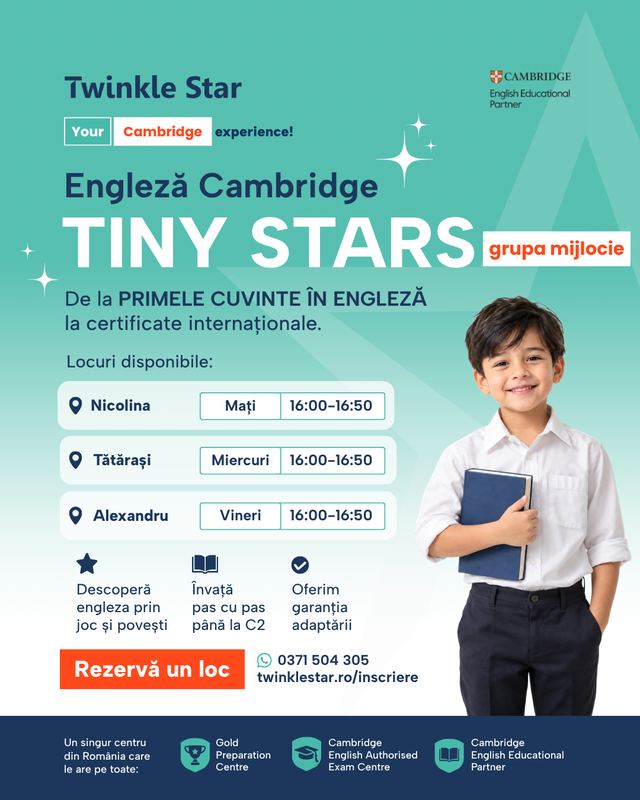 Twinkle Star
CAMBRIDGE
English Educational
Partner
Your Cambridge experience!
Engleză Cambridge
TINY STARS grupa mijlocie
De la PRIMELE CUVINTE ÎN ENGLEZĂ
la certificate internaționale.
Locuri disponibile:
Nicolina Mați 16:00-16:50
Tătărași Miercuri 16:00-16:50
Alexandru Vineri 16:00-16:50
Descoperă
engleza prin
joc și povești
Învață
pas cu pas
până la C2
Oferim
garanția
adaptării
Rezervă un loc
0371 504 305
twinklestar.ro/inscriere
Un singur centru
din România care
le are pe toate:
Gold
Preparation
Centre
Cambridge
English Authorised
Exam Centre
Cambridge
English Educational
Partner